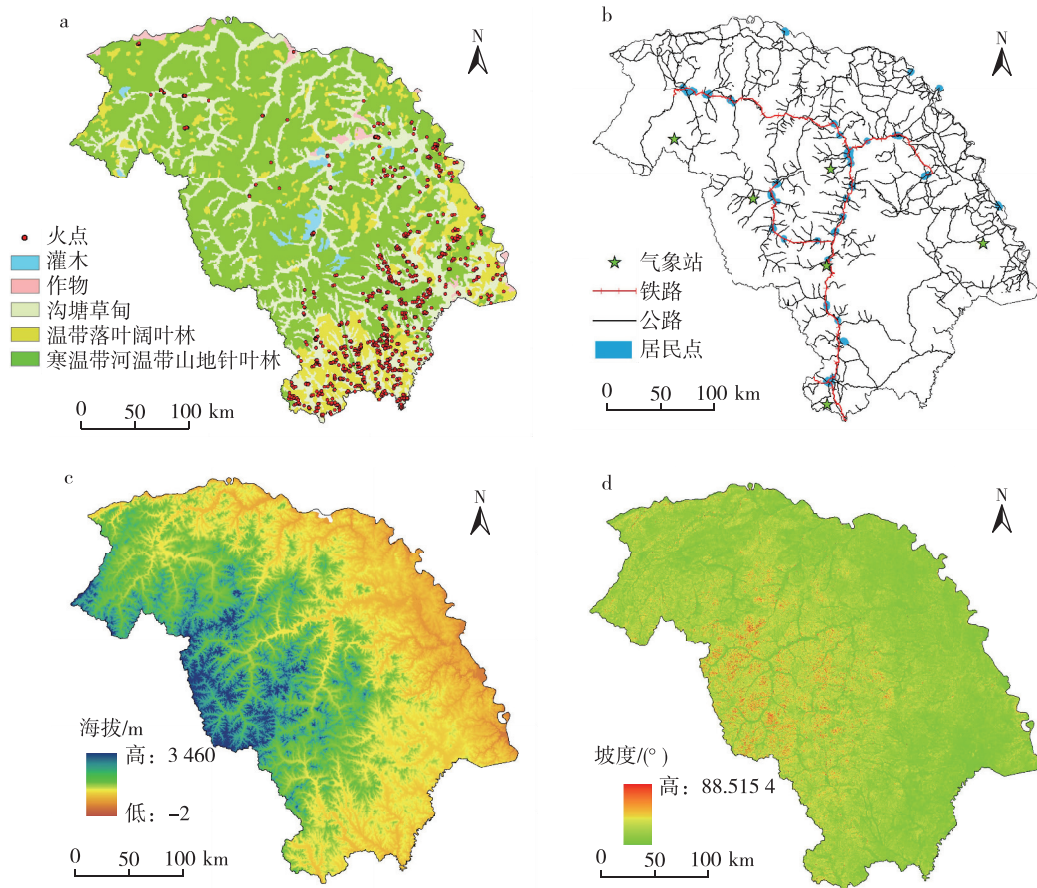 a
N
火点
灌木
作物
沟塘草甸
温带落叶阔叶林
寒温带河温带山地针叶林
0 50 100 km
b
N
气象站
铁路
公路
居民点
0 50 100 km
c
N
海拔/m
高：3 460
低：-2
0 50 100 km
d
N
坡度/(°)
高：88.515 4
0 50 100 km